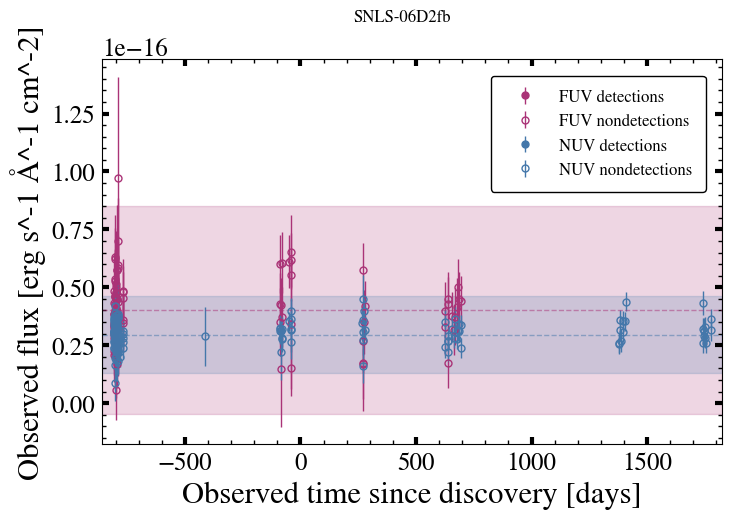 SNLS-06D2fb
1e−16
Observed flux [erg s^-1 Å^-1 cm^-2]
1.25
1.00
0.75
0.50
0.25
0.00
FUV detections
FUV nondetections
NUV detections
NUV nondetections
−500 0 500 1000 1500
Observed time since discovery [days]